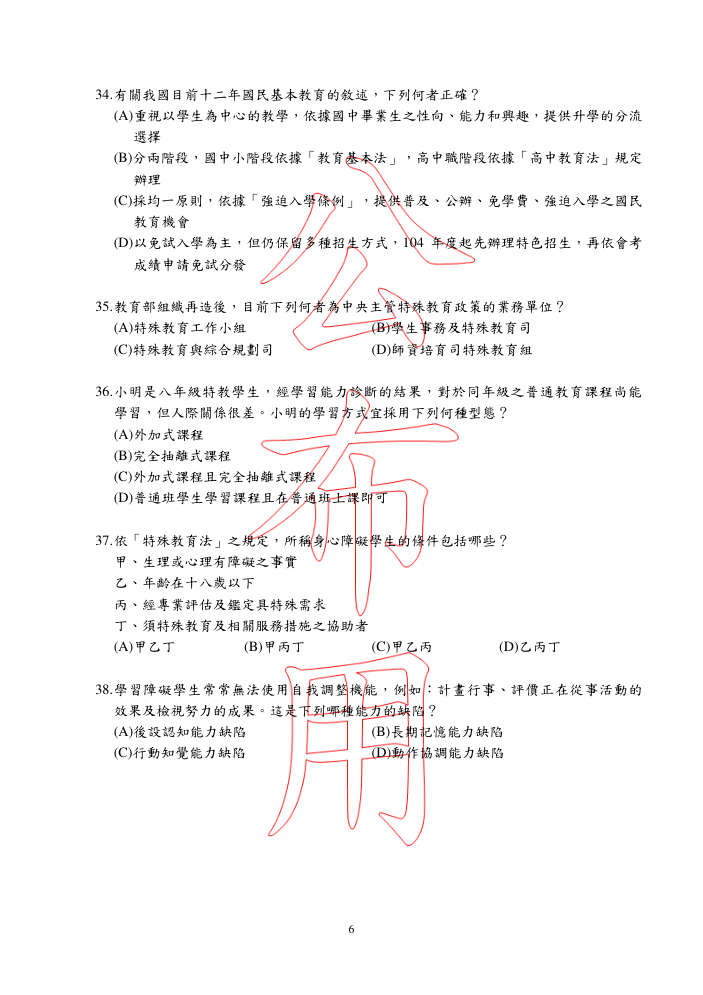 34.有關我國目前十二年國民基本教育的敘述，下列何者正確？
(A)重視以學生為中心的教學，依據國中畢業生之性向、能力和興趣，提供升學的分流
選擇
(B)分兩階段，國中小階段依據「教育基本法」，高中職階段依據「高中教育法」規定
辦理
(C)採均一原則，依據「強迫入學條例」，提供普及、公辦、免學費、強迫入學之國民
教育機會
(D)以免試入學為主，但仍保留多種招生方式，104 年度起先辦理特色招生，再依會考
成績申請免試分發
35.教育部組織再造後，目前下列何者為中央主管特殊教育政策的業務單位？
(A)特殊教育工作小組 (B)學生事務及特殊教育司
(C)特殊教育與綜合規劃司 (D)師資培育司特殊教育組
36.小明是八年級特教學生，經學習能力診斷的結果，對於同年級之普通教育課程尚能
學習，但人際關係很差。小明的學習方式宜採用下列何種型態？
(A)外加式課程
(B)完全抽離式課程
(C)外加式課程且完全抽離式課程
(D)普通班學生學習課程且在普通班上課即可
37.依「特殊教育法」之規定，所稱身心障礙學生的條件包括哪些？
甲、生理或心理有障礙之事實
乙、年齡在十八歲以下
丙、經專業評估及鑑定具特殊需求
丁、須特殊教育及相關服務措施之協助者
(A)甲乙丁 (B)甲丙丁 (C)甲乙丙 (D)乙丙丁
38.學習障礙學生常常無法使用自我調整機能，例如：計畫行事、評價正在從事活動的
效果及檢視努力的成果。這是下列哪種能力的缺陷？
(A)後設認知能力缺陷 (B)長期記憶能力缺陷
(C)行動知覺能力缺陷 (D)動作協調能力缺陷
公布用
6